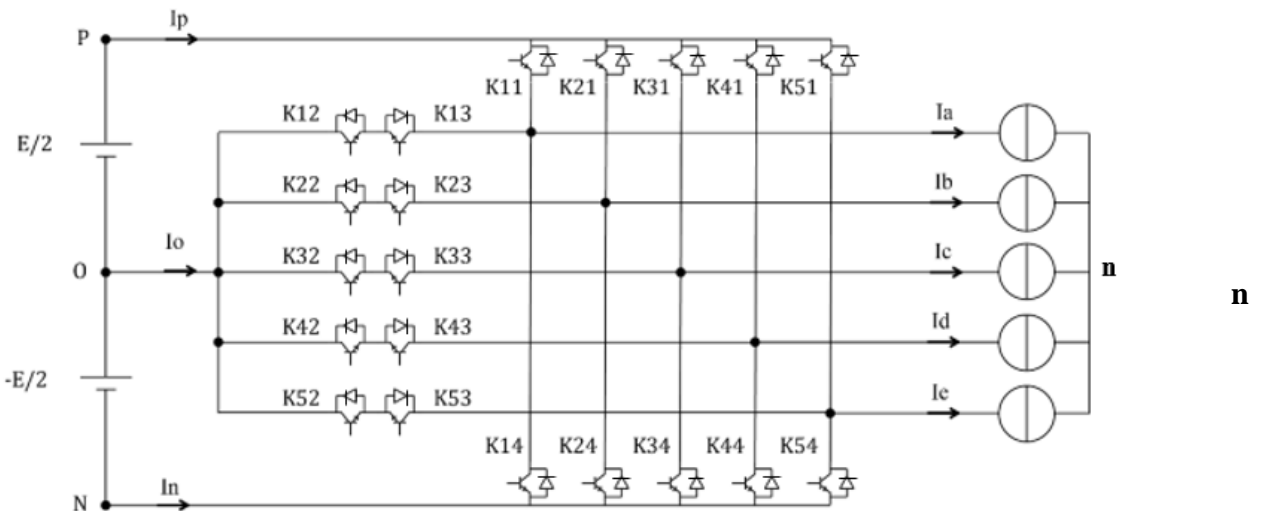 Ip
P
K11 K21 K31 K41 K51
K12 K13
Ia
E/2
K22 K23
Ib
Io
K32 K33
Ic
O
n
n
K42 K43
Id
-E/2
K52 K53
Ie
K14 K24 K34 K44 K54
In
N